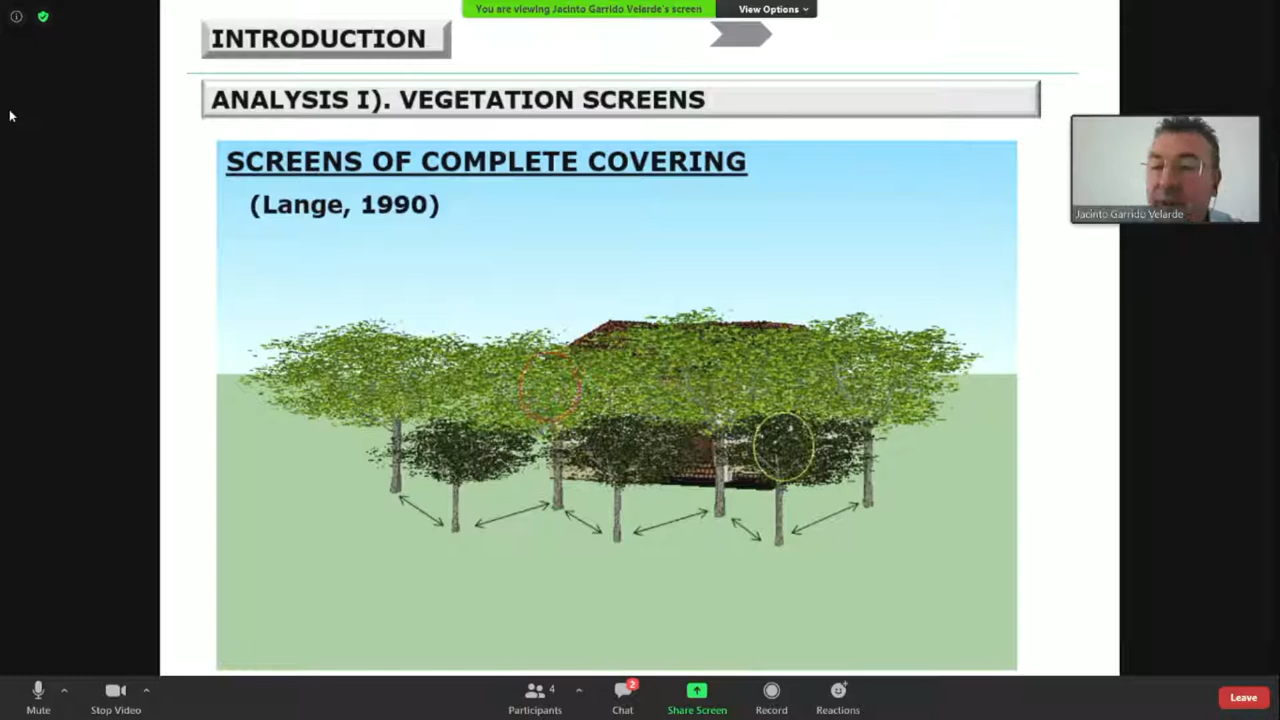 You are viewing Jacinto Garrido Velarde's screen
View Options
INTRODUCTION
ANALYSIS I). VEGETATION SCREENS
SCREENS OF COMPLETE COVERING
(Lange, 1990)
Jacinto Garrido Velarde
4
2
Mute
Stop Video
Participants
Chat
Share Screen
Record
Reactions
Leave